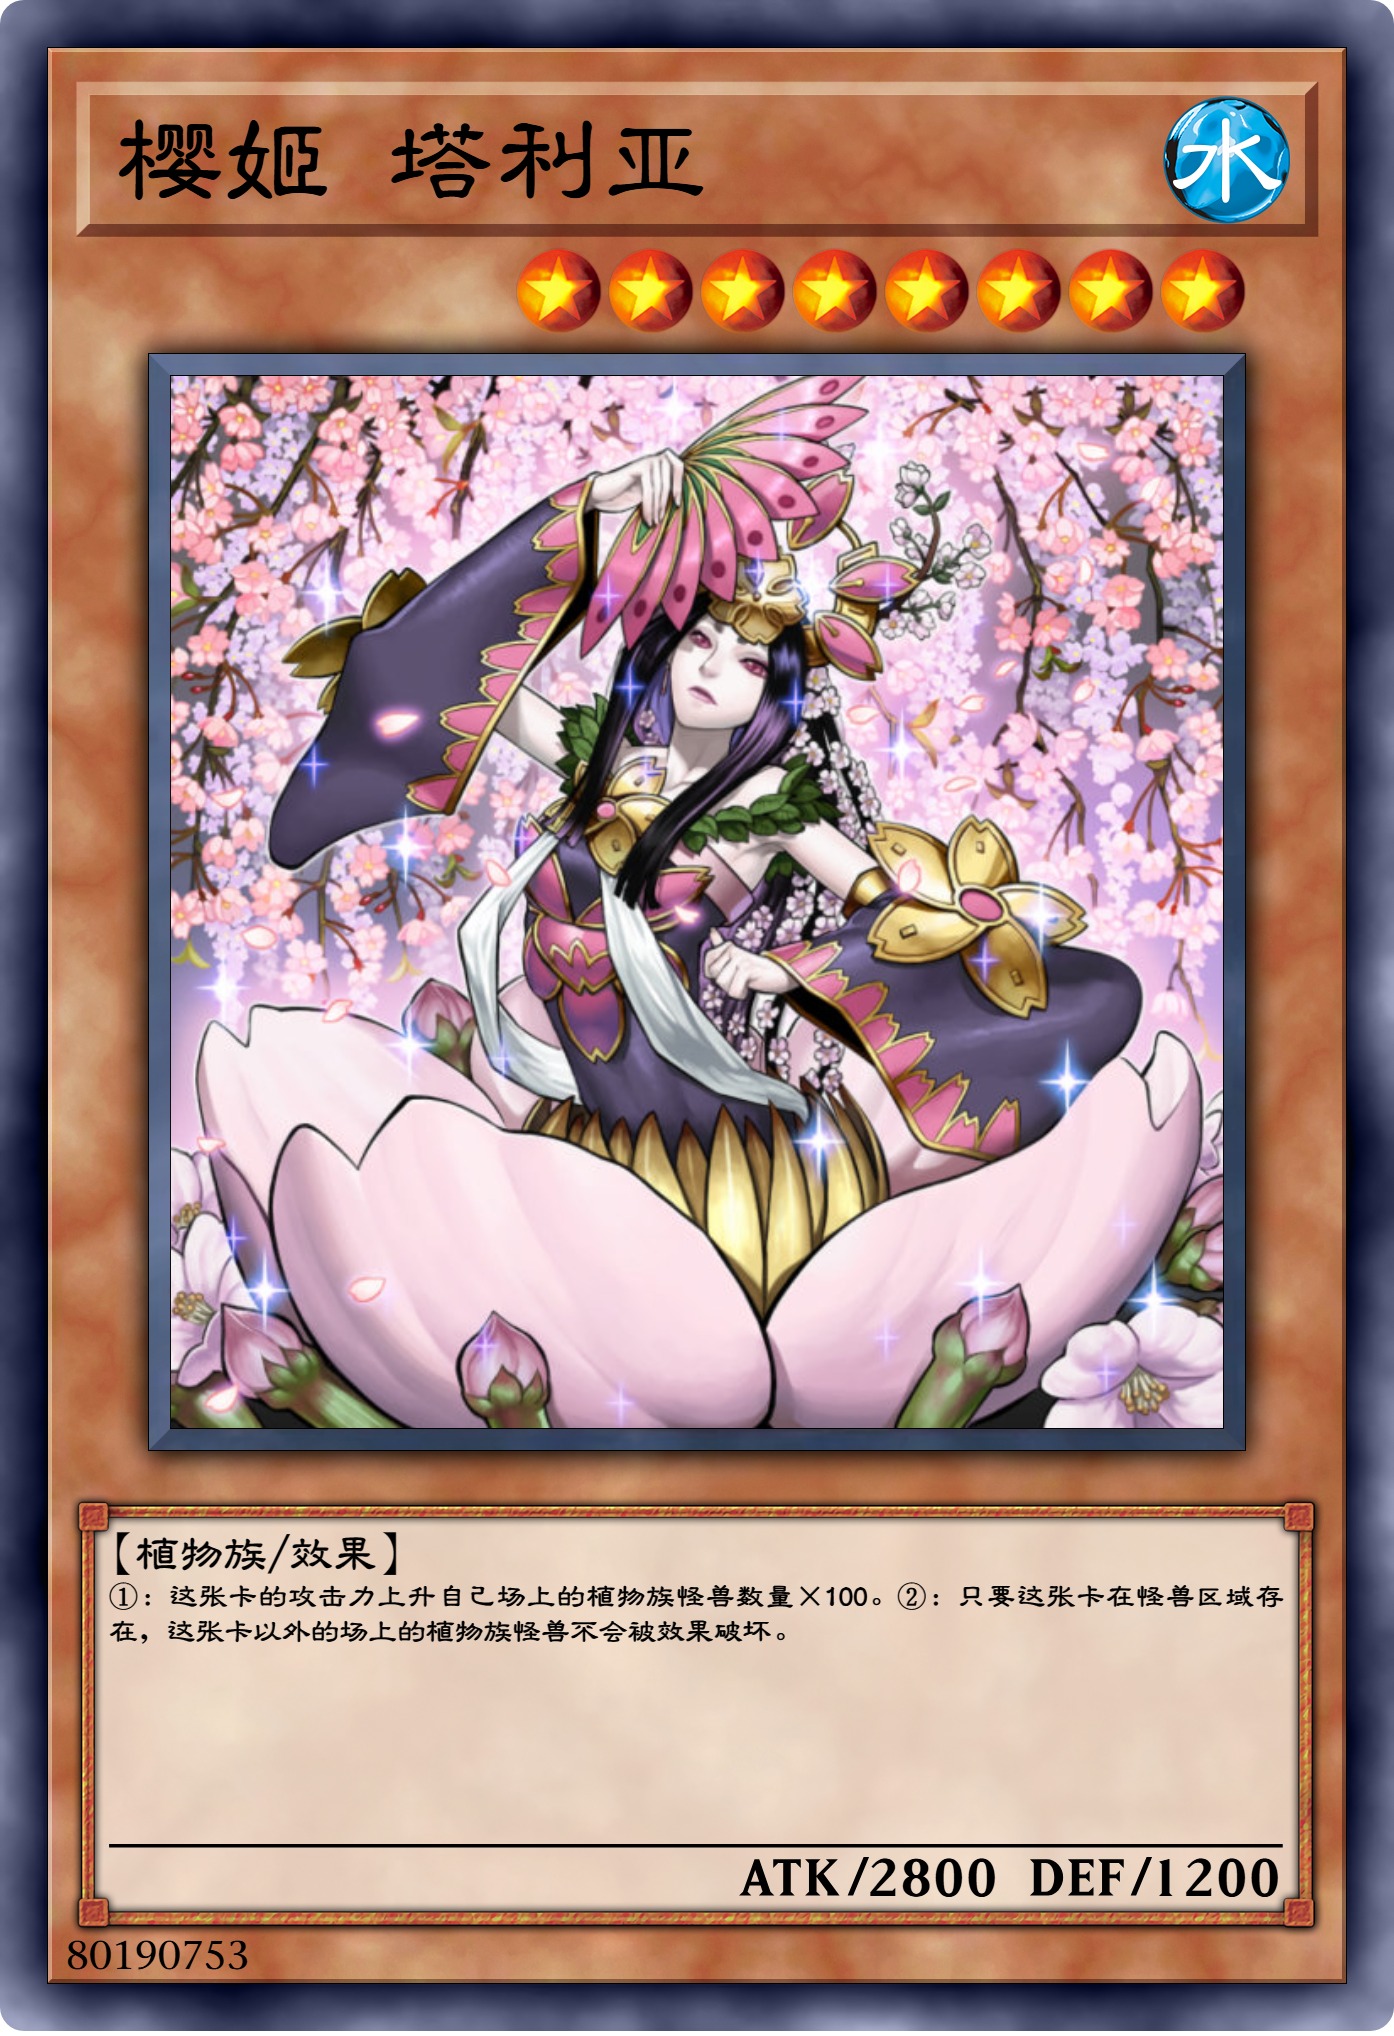 樱姬 塔利亚
水
【植物族/效果】
①：这张卡的攻击力上升自己场上的植物族怪兽数量×100。②：只要这张卡在怪兽区域存
在，这张卡以外的场上的植物族怪兽不会被效果破坏。
ATK/2800 DEF/1200
80190753